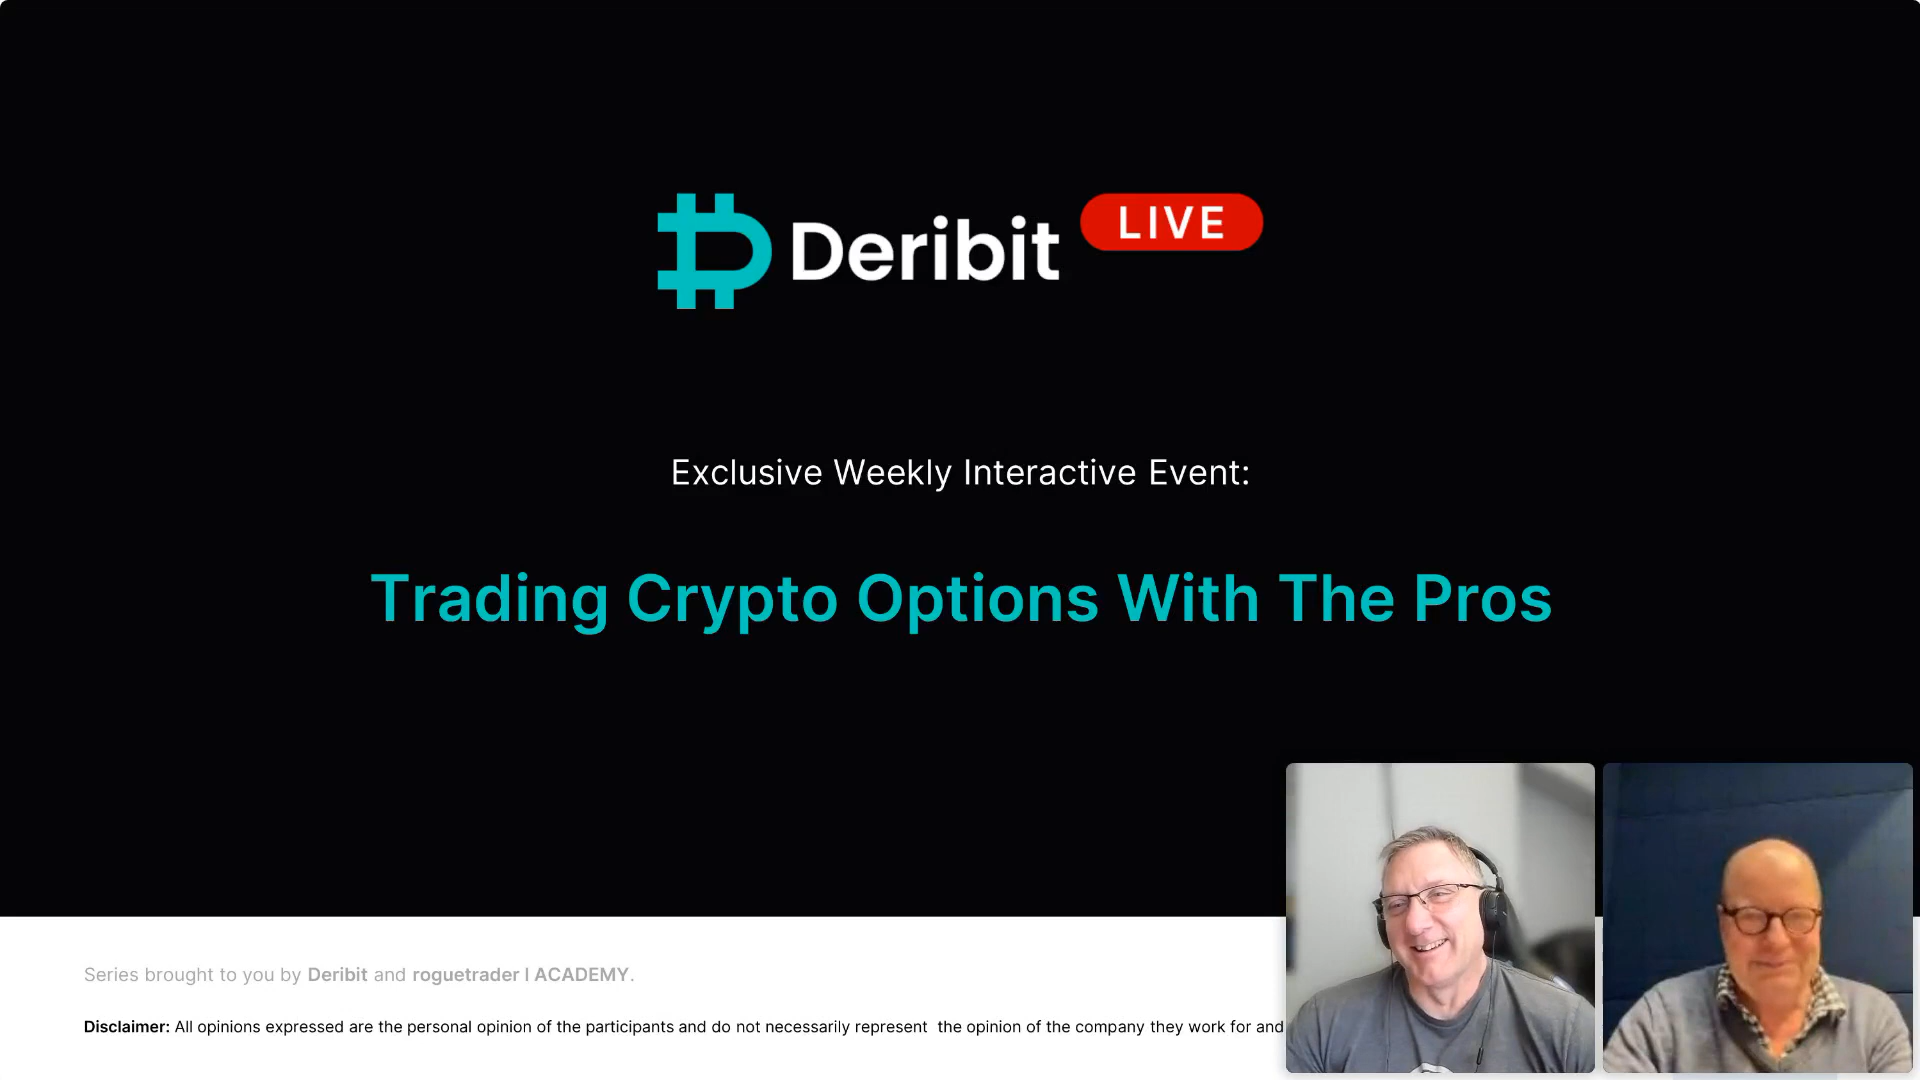 Deribit LIVE
Exclusive Weekly Interactive Event:
Trading Crypto Options With The Pros
Series brought to you by Deribit and roguetrader | ACADEMY.
Disclaimer: All opinions expressed are the personal opinion of the participants and do not necessarily represent the opinion of the company they work for and